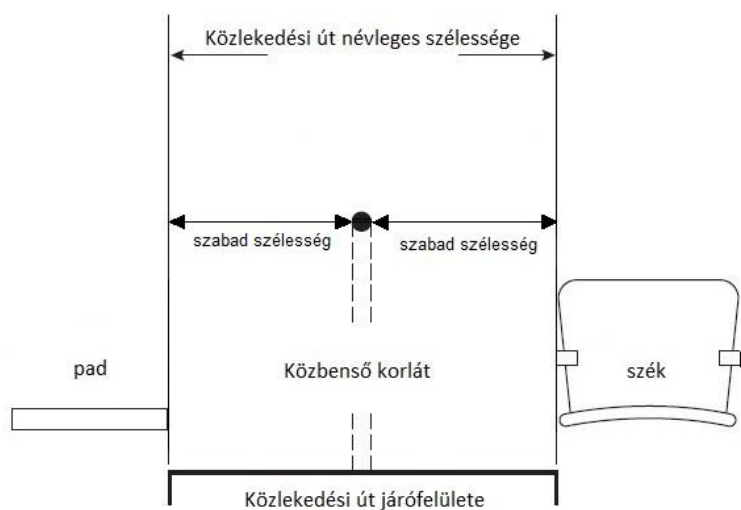 Közlekedési út névleges szélessége
szabad szélesség
szabad szélesség
pad
Közbenső korlát
szék
Közlekedési út járófelülete